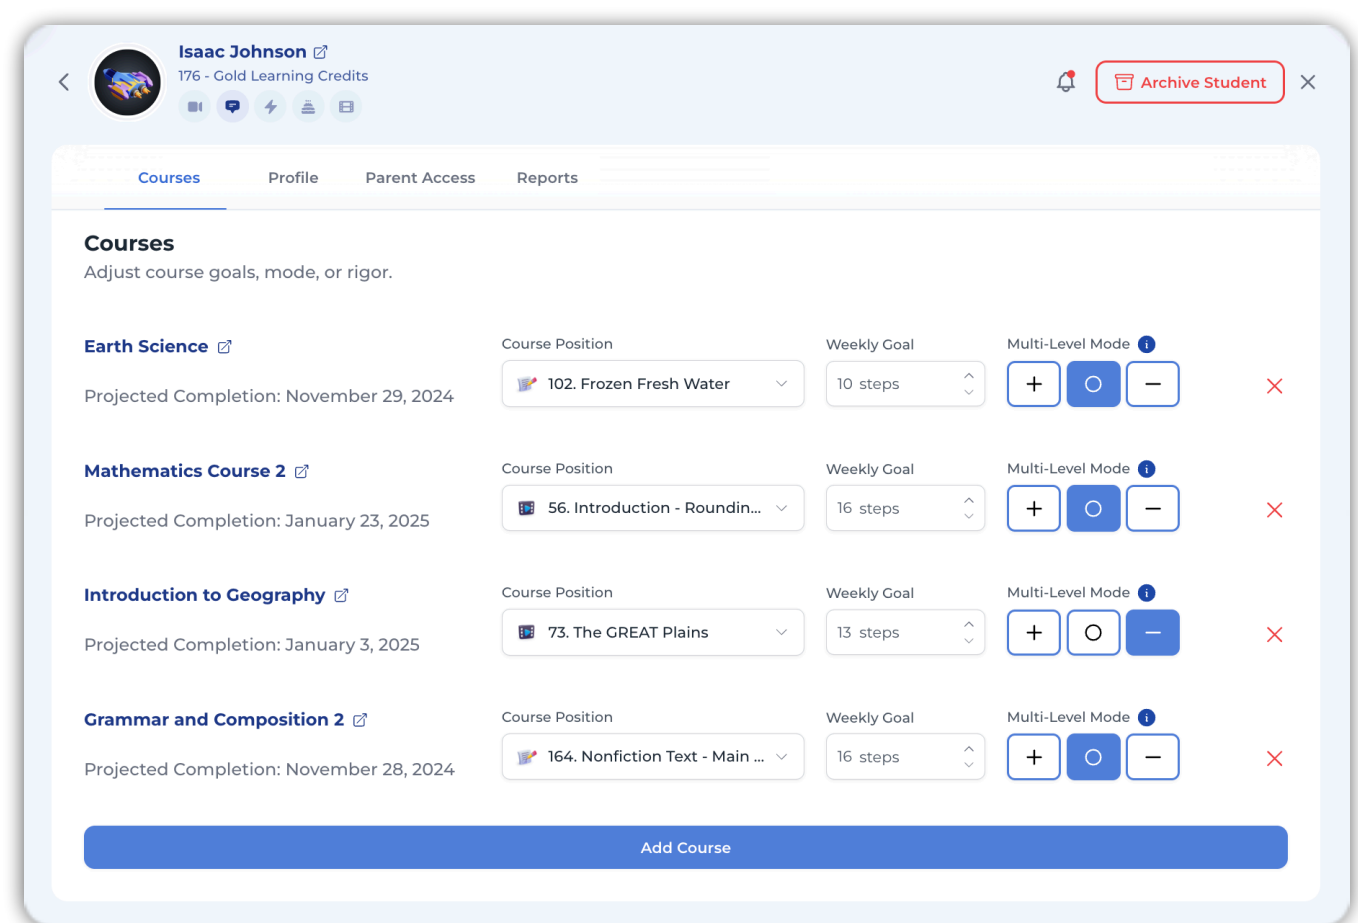 Isaac Johnson
176 - Gold Learning Credits
Archive Student
Courses Profile Parent Access Reports
Courses
Adjust course goals, mode, or rigor.
Earth Science
Projected Completion: November 29, 2024
Course Position
102. Frozen Fresh Water
Weekly Goal
10 steps
Multi-Level Mode
Mathematics Course 2
Projected Completion: January 23, 2025
Course Position
56. Introduction - Roundin...
Weekly Goal
16 steps
Multi-Level Mode
Introduction to Geography
Projected Completion: January 3, 2025
Course Position
73. The GREAT Plains
Weekly Goal
13 steps
Multi-Level Mode
Grammar and Composition 2
Projected Completion: November 28, 2024
Course Position
164. Nonfiction Text - Main ...
Weekly Goal
16 steps
Multi-Level Mode
Add Course